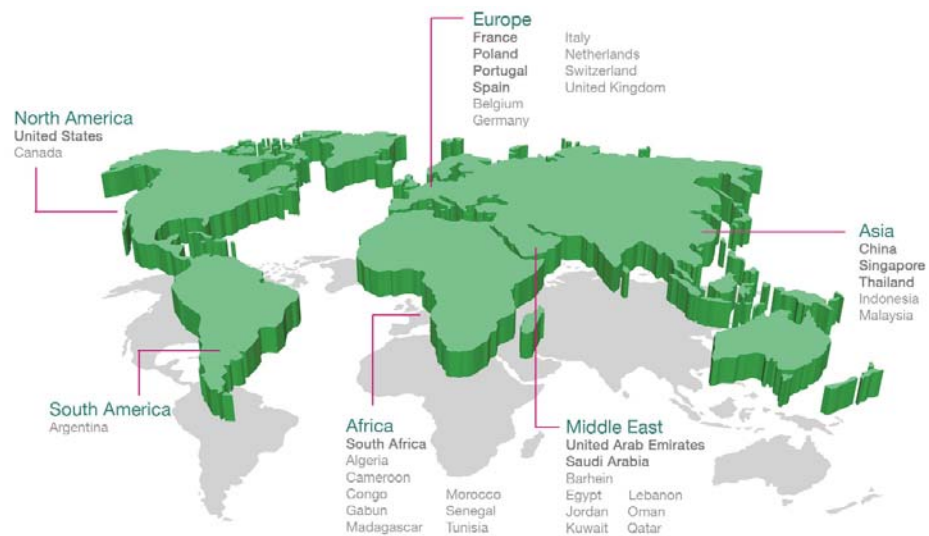 Europe
France Italy
Poland Netherlands
Portugal Switzerland
Spain United Kingdom
Belgium
Germany
North America
United States
Canada
Asia
China
Singapore
Thailand
Indonesia
Malaysia
South America
Argentina
Africa
South Africa
Algeria
Cameroon
Congo Morocco
Gabun Senegal
Madagascar Tunisia
Middle East
United Arab Emirates
Saudi Arabia
Barhein
Egypt Lebanon
Jordan Oman
Kuwait Qatar